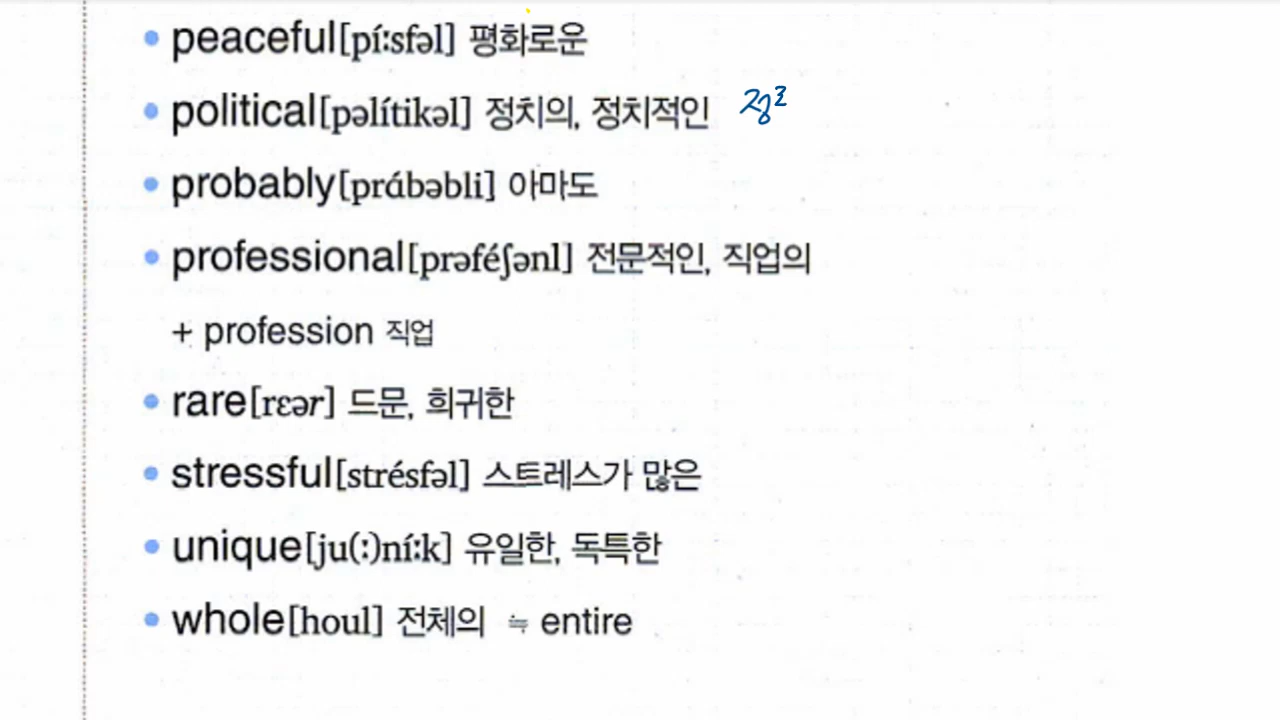 peaceful[píːsfəl] 평화로운
political[pəlítikəl] 정치의, 정치적인
probably[prábəbli] 아마도
professional[prəféʃənl] 전문적인, 직업의
+ profession 직업
rare[rɛər] 드문, 희귀한
stressful[strésfəl] 스트레스가 많은
unique[ju(ː)níːk] 유일한, 독특한
whole[houl] 전체의 ≒ entire